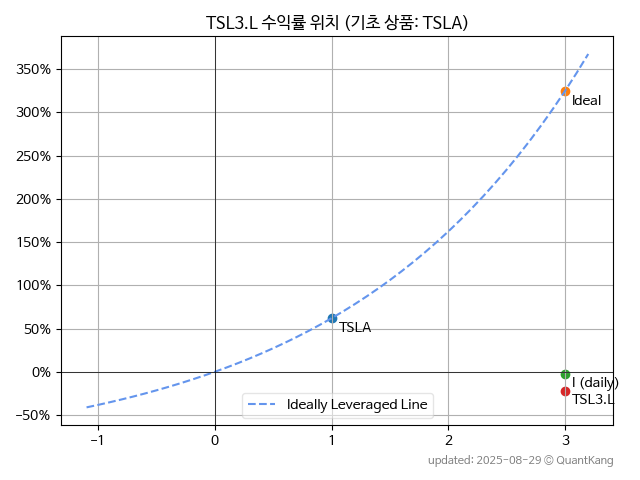 TSL3.L 수익률 위치 (기초 상품: TSLA)
350%
300%
250%
200%
150%
100%
50%
0%
−50%
Ideal
TSLA
I (daily)
TSL3.L
Ideally Leveraged Line
−1
0
1
2
3
updated: 2025-08-29 © QuantKang